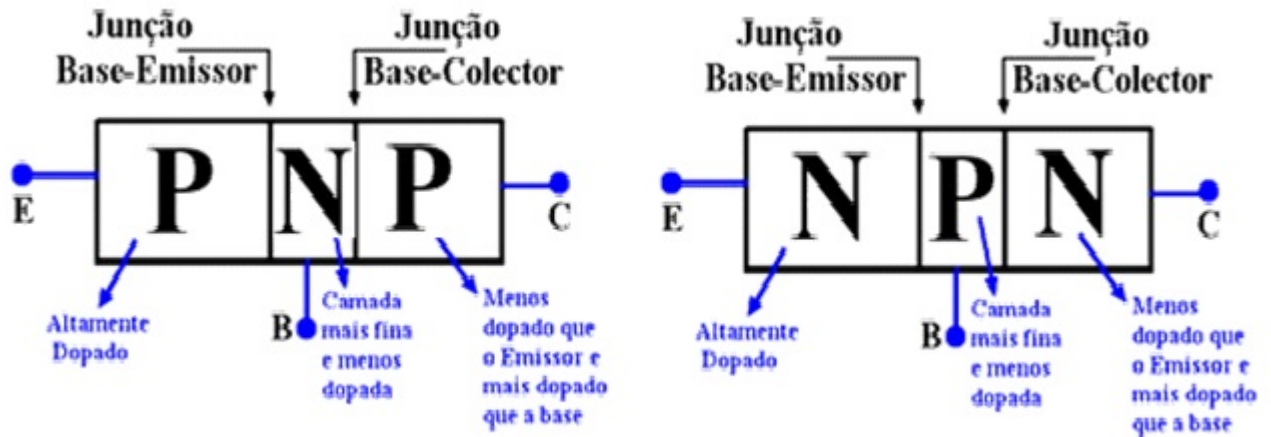 Junção
Base-Emissor
Junção
Base-Colector
P
N
P
E
C
B
Altamente
Dopado
Camada
mais fina
e menos
dopada
Menos
dopado que
o Emissor e
mais dopado
que a base
Junção
Base-Emissor
Junção
Base-Colector
N
P
N
E
C
B
Altamente
Dopado
Camada
mais fina
e menos
dopada
Menos
dopado que
o Emissor e
mais dopado
que a base